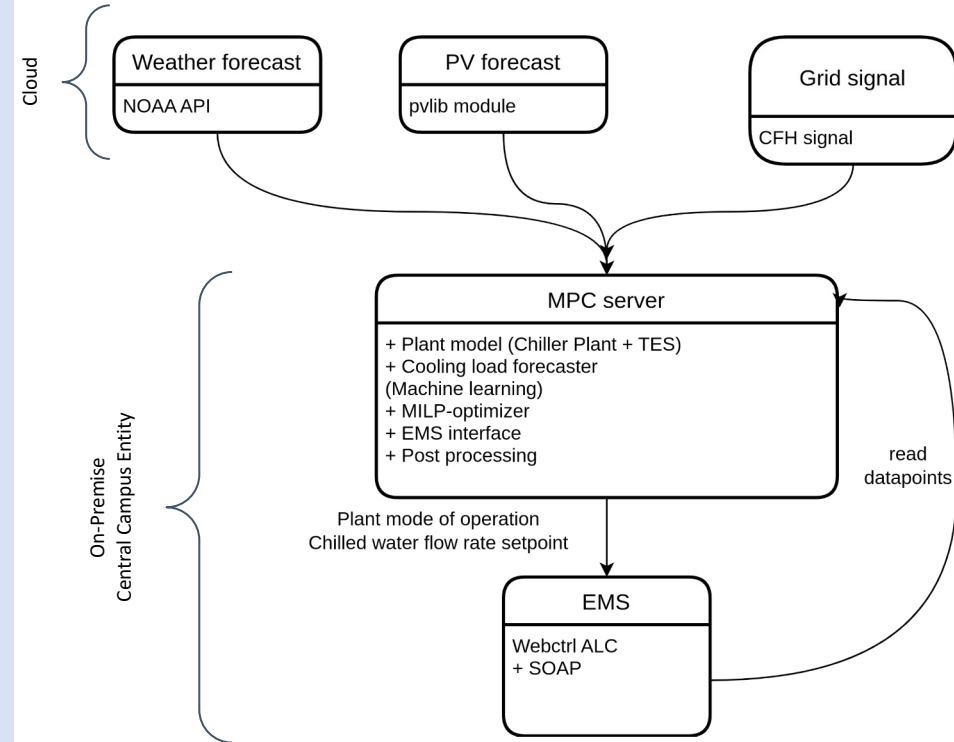 Cloud
Weather forecast
NOAA API
PV forecast
pvlib module
Grid signal
CFH signal
On-Premise
Central Campus Entity
MPC server
+ Plant model (Chiller Plant + TES)
+ Cooling load forecaster
(Machine learning)
+ MILP-optimizer
+ EMS interface
+ Post processing
read
datapoints
Plant mode of operation
Chilled water flow rate setpoint
EMS
Webctrl ALC
+ SOAP